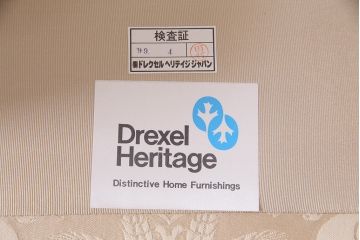 検査証
'99. 4
㈱ドレクセル ヘリテイジ ジャパン
Drexel
Heritage
Distinctive Home Furnishings